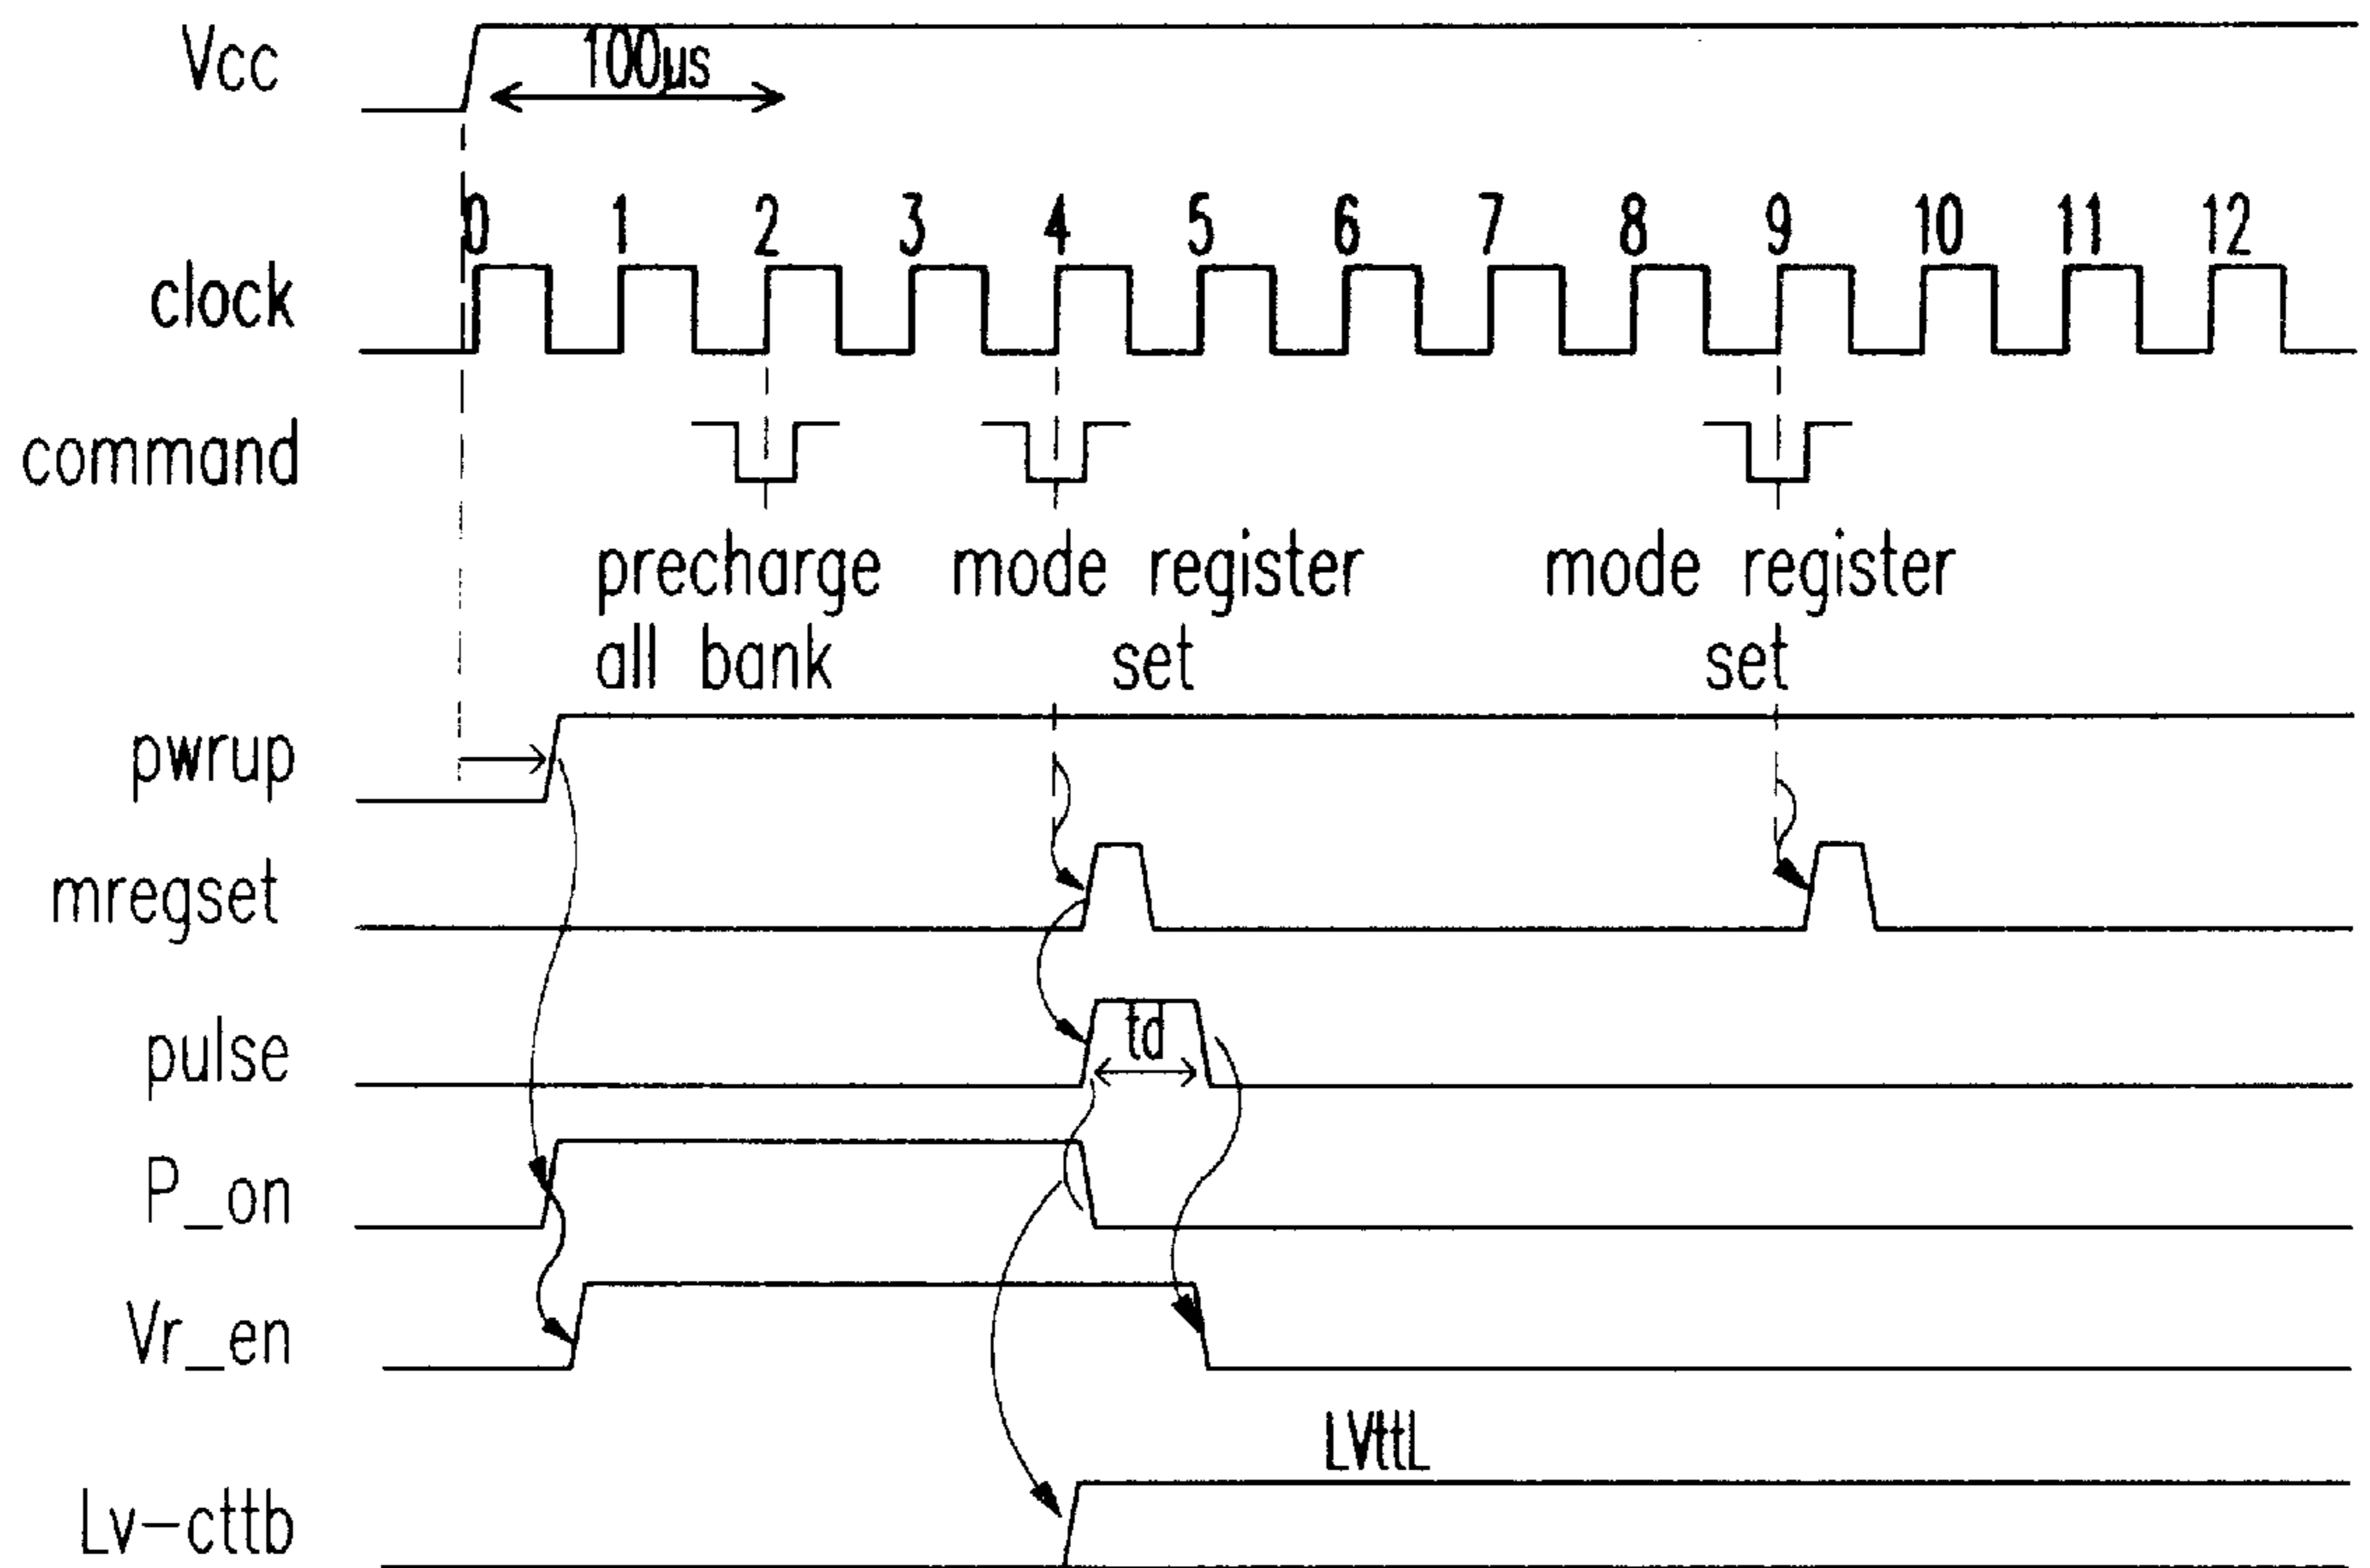 Vcc
100µs
0 1 2 3 4 5 6 7 8 9 10 11 12
clock
command
precharge
all bank
mode register
set
mode register
set
pwrup
mregset
pulse
td
P_on
Vr_en
LVttL
Lv-cttb